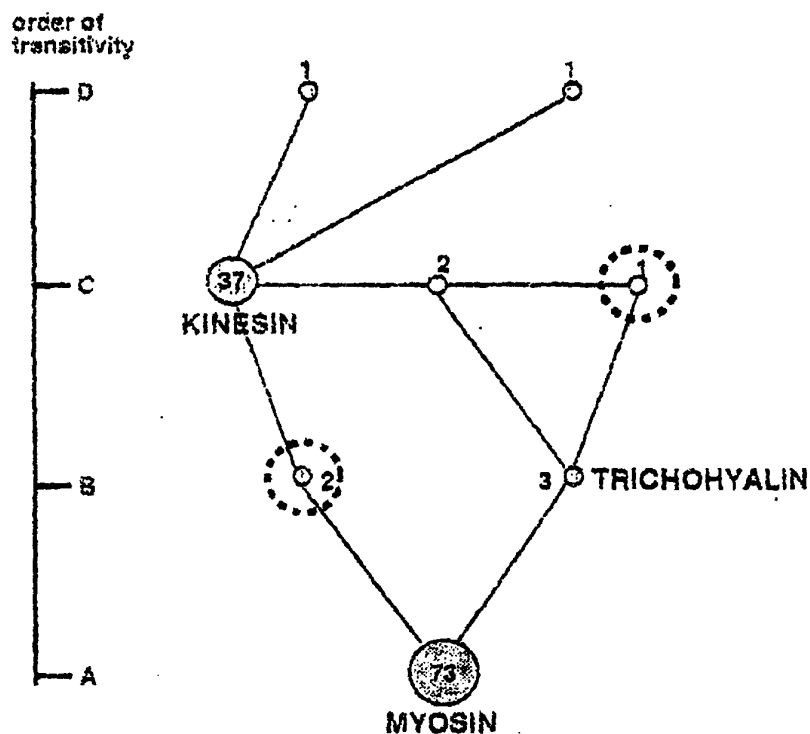 order of
transitivity
D
1
1
C
37
2
1
KINESIN
B
2
3
TRICHOHYALIN
A
73
MYOSIN